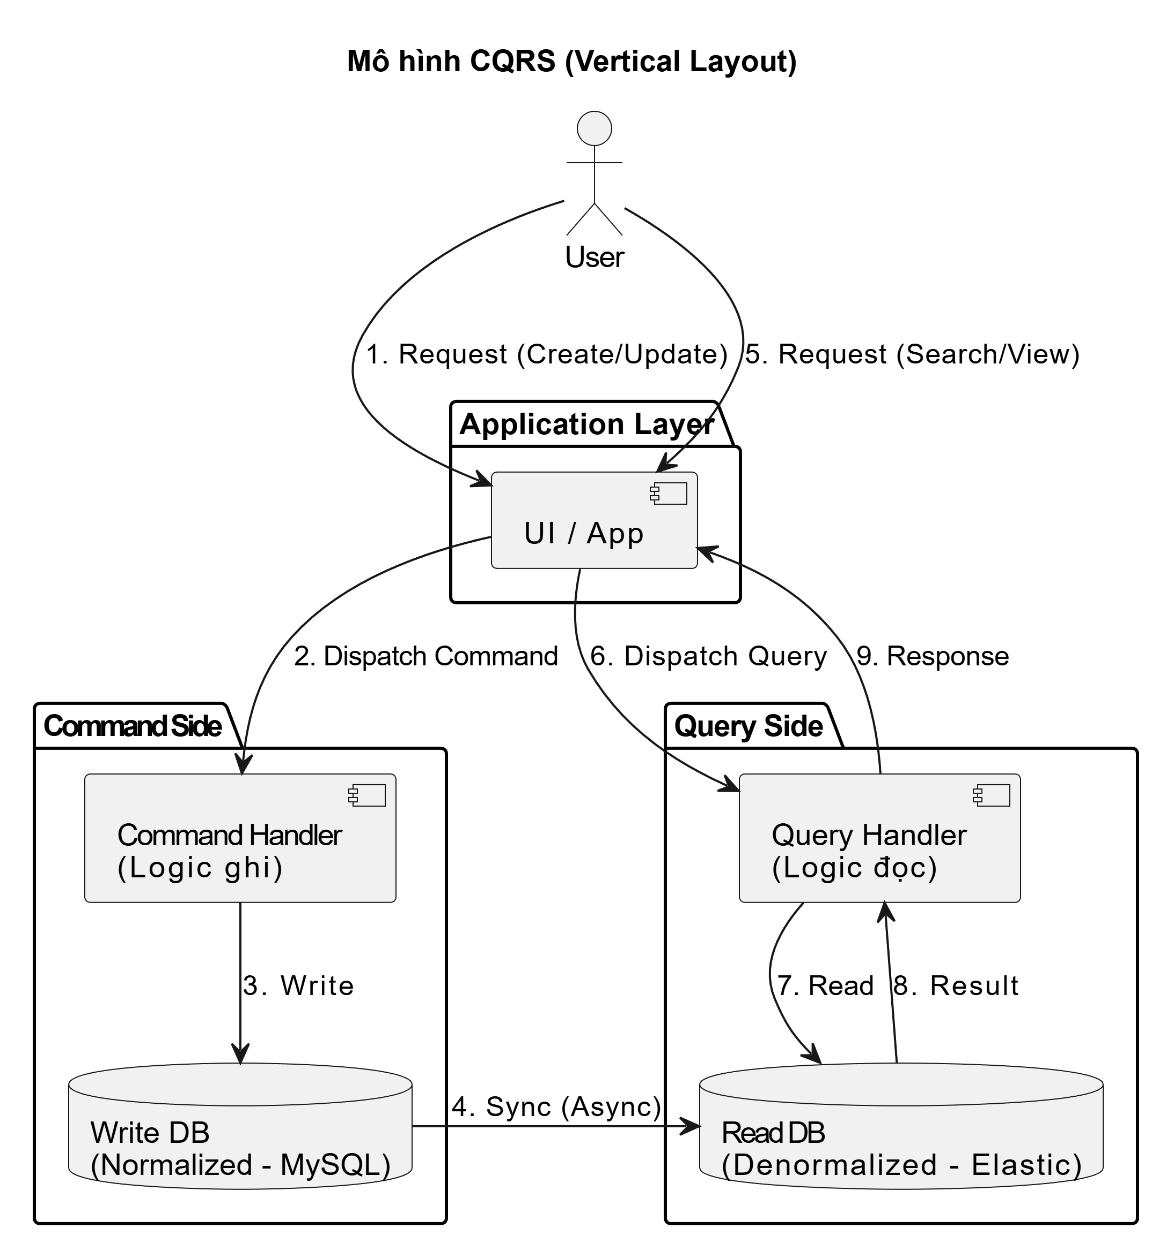 Mô hình CQRS (Vertical Layout)
User
1. Request (Create/Update)
5. Request (Search/View)
Application Layer
UI / App
2. Dispatch Command
6. Dispatch Query
9. Response
Command Side
Query Side
Command Handler
(Logic ghi)
Query Handler
(Logic đọc)
3. Write
7. Read
8. Result
4. Sync (Async)
Write DB
(Normalized - MySQL)
Read DB
(Denormalized - Elastic)